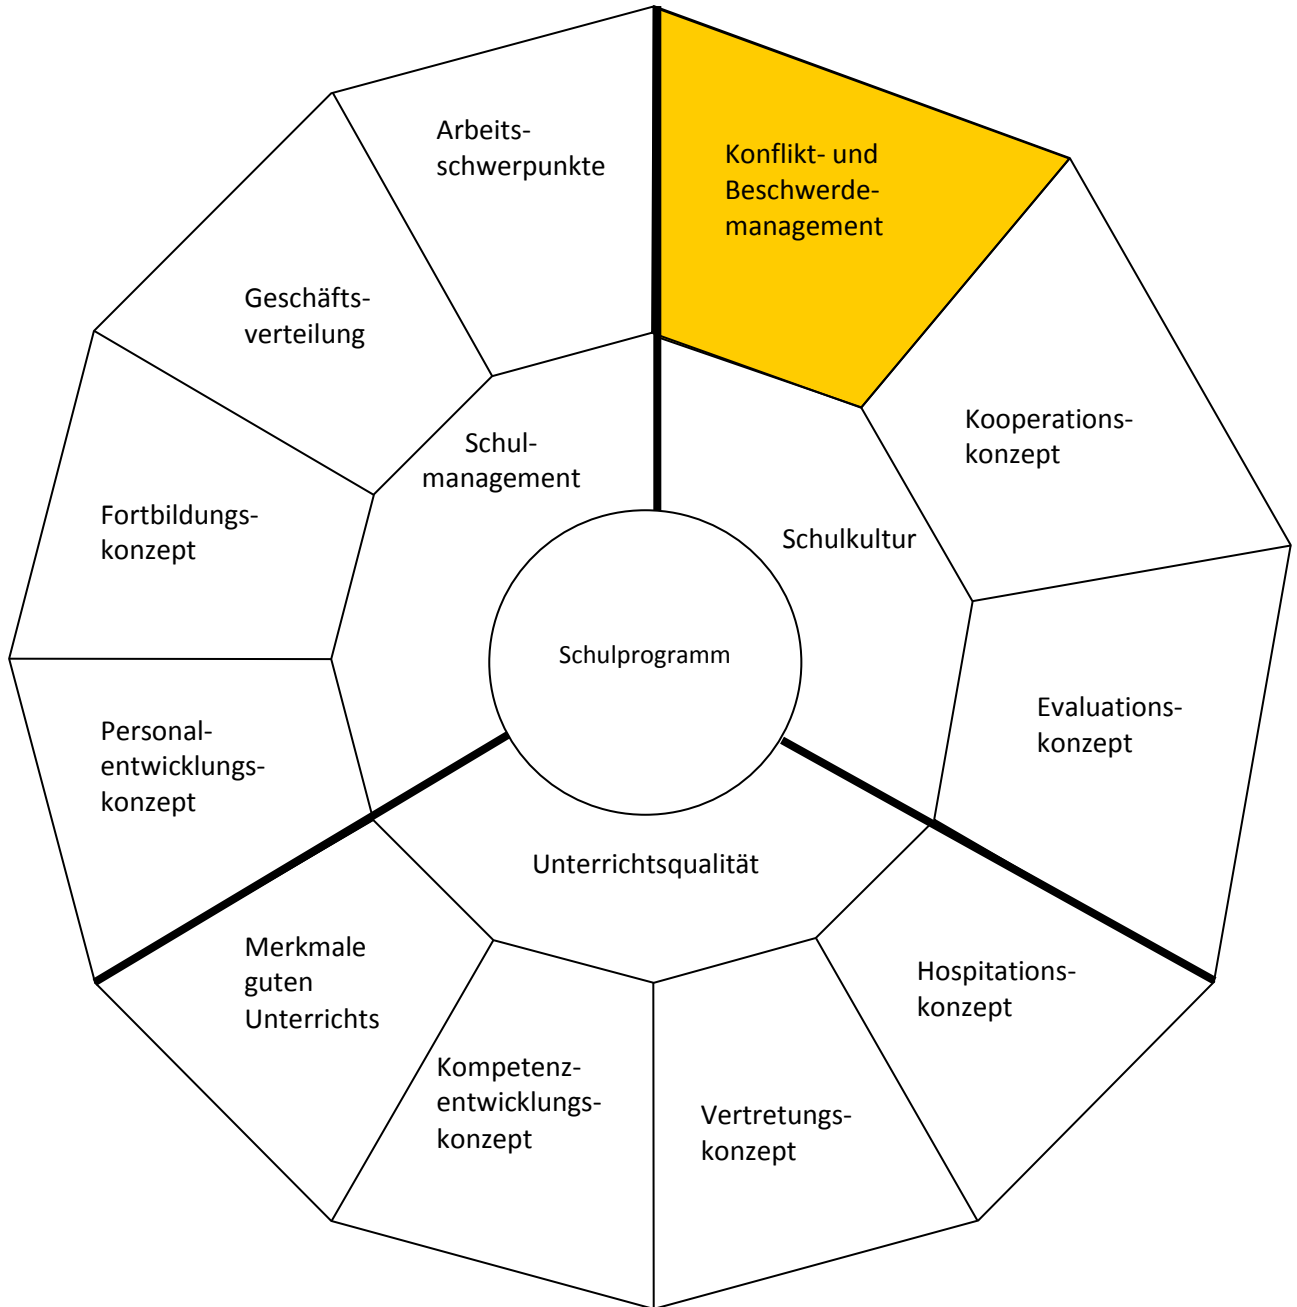 Arbeits-
schwerpunkte
Konflikt- und
Beschwerde-
management
Geschäfts-
verteilung
Kooperations-
konzept
Schul-
management
Fortbildungs-
konzept
Schulkultur
Schulprogramm
Evaluations-
konzept
Personal-
entwicklungs-
konzept
Unterrichtsqualität
Merkmale
guten
Unterrichts
Hospitations-
konzept
Kompetenz-
entwicklungs-
konzept
Vertretungs-
konzept